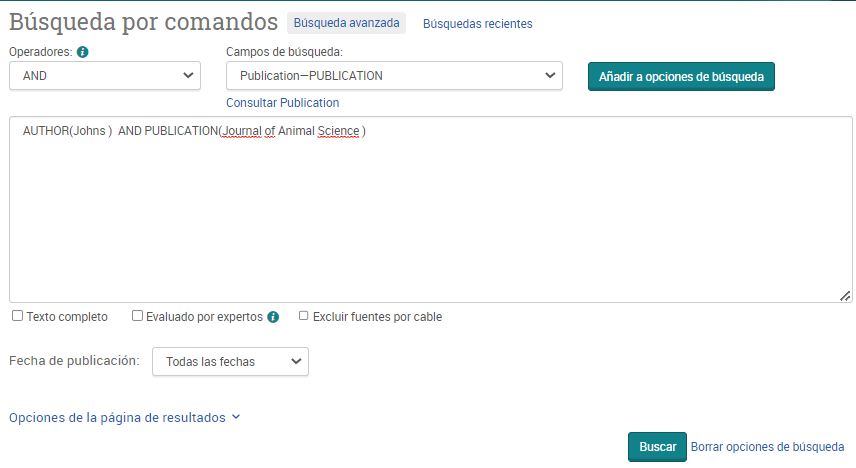 Búsqueda por comandos Búsqueda avanzada Búsquedas recientes
Operadores: i Campos de búsqueda:
AND Publication—PUBLICATION Añadir a opciones de búsqueda
Consultar Publication
AUTHOR(Johns ) AND PUBLICATION(Journal of Animal Science )
Texto completo Evaluado por expertos i Excluir fuentes por cable
Fecha de publicación: Todas las fechas
Opciones de la página de resultados
Buscar Borrar opciones de búsqueda